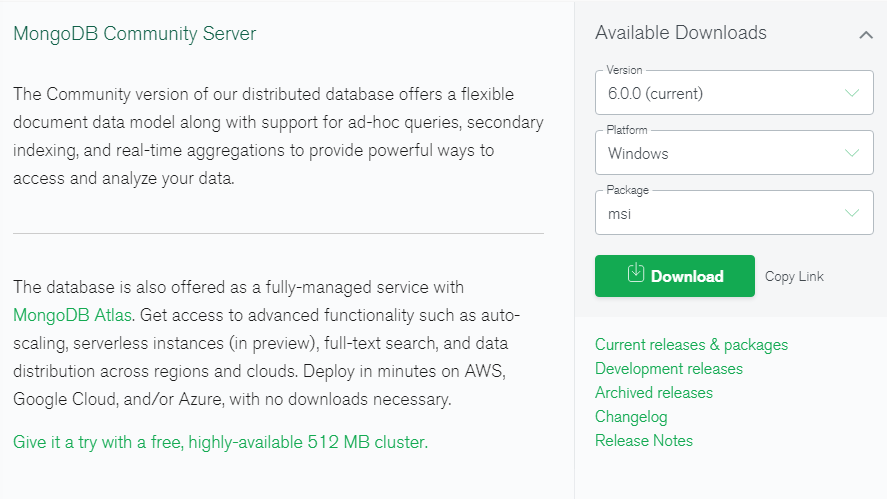 MongoDB Community Server
The Community version of our distributed database offers a flexible
document data model along with support for ad-hoc queries, secondary
indexing, and real-time aggregations to provide powerful ways to
access and analyze your data.
The database is also offered as a fully-managed service with
MongoDB Atlas. Get access to advanced functionality such as auto-
scaling, serverless instances (in preview), full-text search, and data
distribution across regions and clouds. Deploy in minutes on AWS,
Google Cloud, and/or Azure, with no downloads necessary.
Give it a try with a free, highly-available 512 MB cluster.
Available Downloads
Version
6.0.0 (current)
Platform
Windows
Package
msi
Download
Copy Link
Current releases & packages
Development releases
Archived releases
Changelog
Release Notes